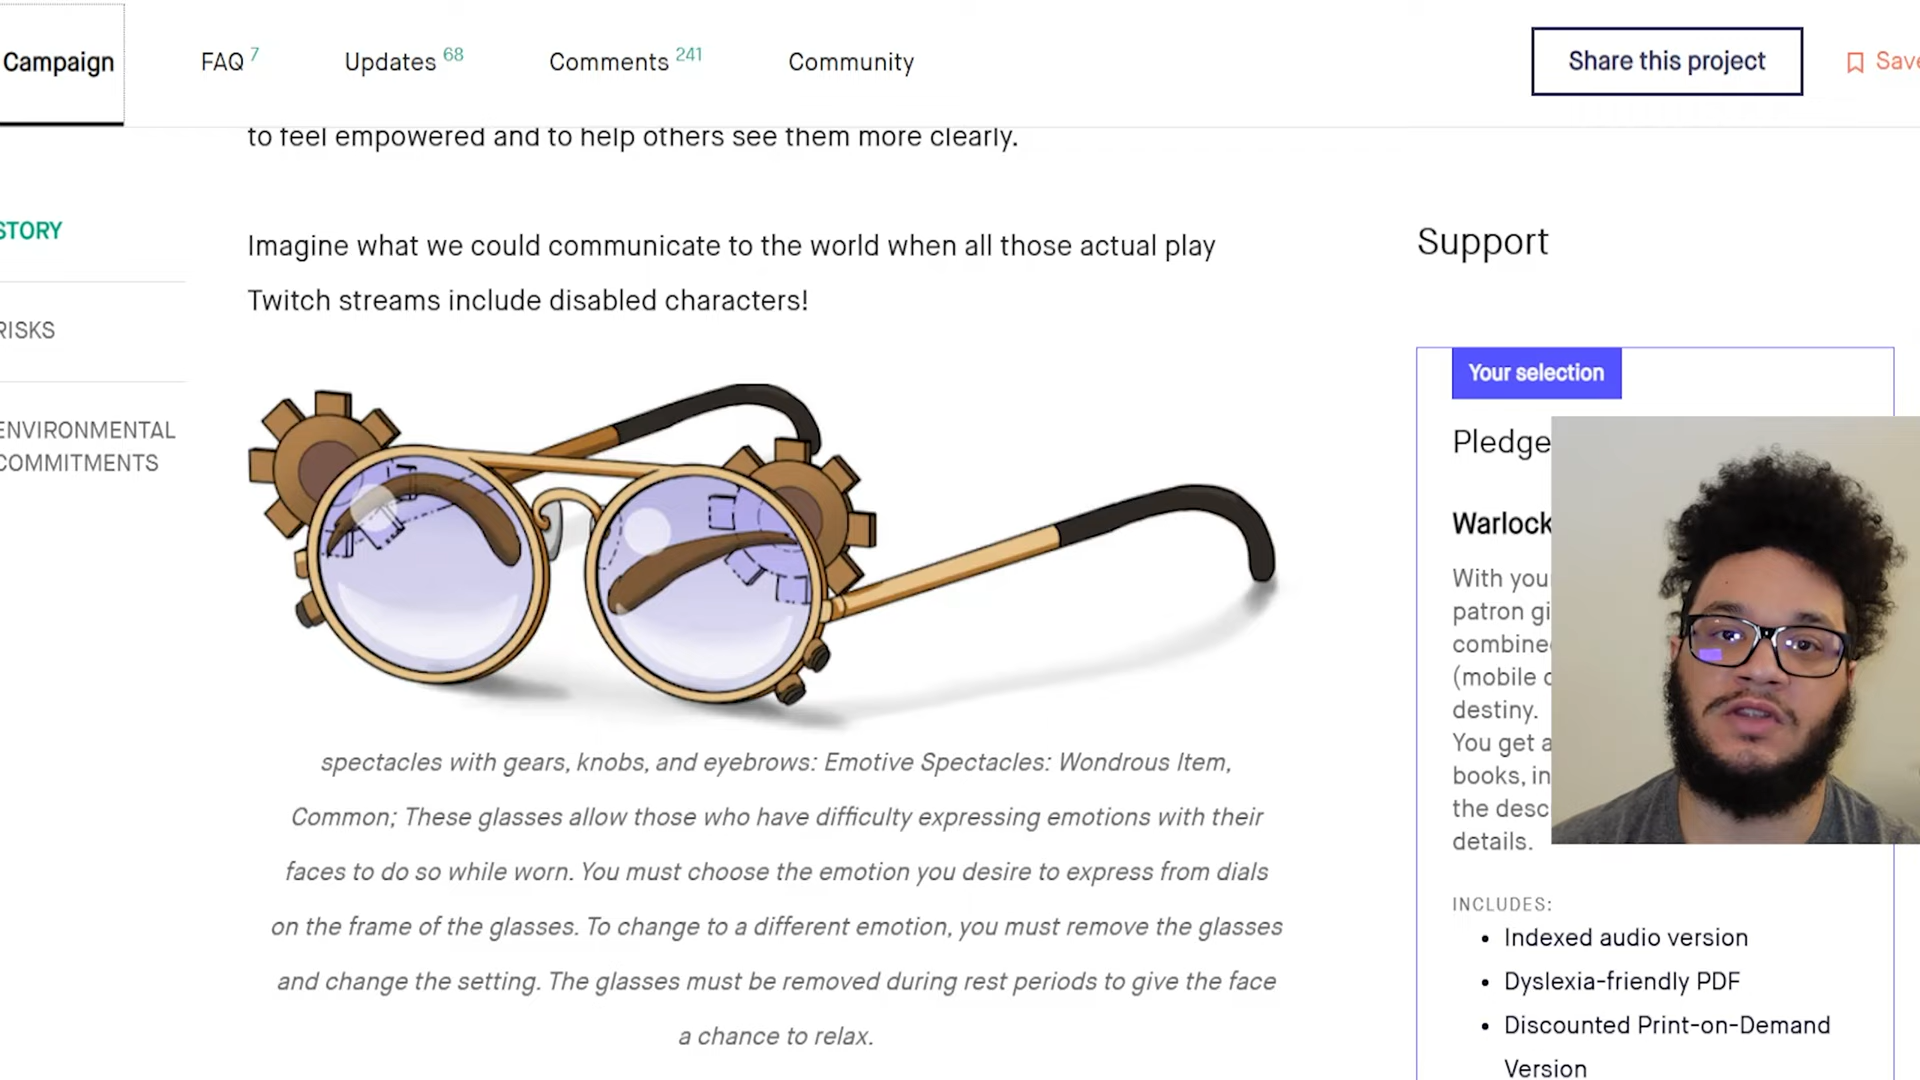 Campaign
FAQ 7
Updates 68
Comments 241
Community
Share this project
Save
to feel empowered and to help others see them more clearly.
STORY
RISKS
ENVIRONMENTAL
COMMITMENTS
Imagine what we could communicate to the world when all those actual play
Twitch streams include disabled characters!
spectacles with gears, knobs, and eyebrows: Emotive Spectacles: Wondrous Item,
Common; These glasses allow those who have difficulty expressing emotions with their
faces to do so while worn. You must choose the emotion you desire to express from dials
on the frame of the glasses. To change to a different emotion, you must remove the glasses
and change the setting. The glasses must be removed during rest periods to give the face
a chance to relax.
Support
Your selection
Pledge
Warlock
With you
patron gi
combine
(mobile
destiny.
You get a
books, in
the desc
details.
INCLUDES:
• Indexed audio version
• Dyslexia-friendly PDF
• Discounted Print-on-Demand
Version